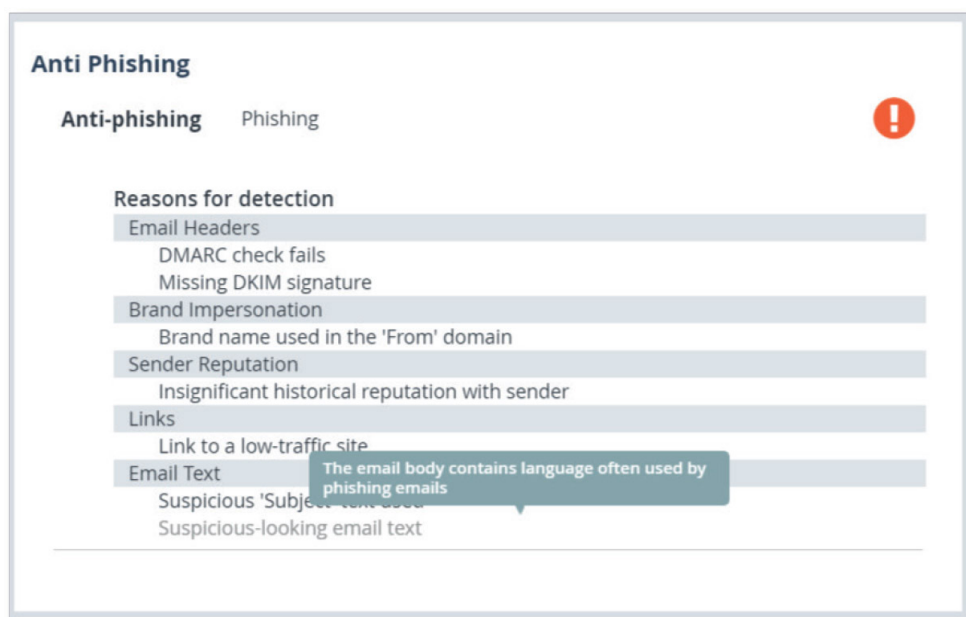 Anti Phishing
Anti-phishing Phishing
!
Reasons for detection
Email Headers
DMARC check fails
Missing DKIM signature
Brand Impersonation
Brand name used in the 'From' domain
Sender Reputation
Insignificant historical reputation with sender
Links
Link to a low-traffic site
Email Text
The email body contains language often used by
phishing emails
Suspicious 'Subject' text used
Suspicious-looking email text